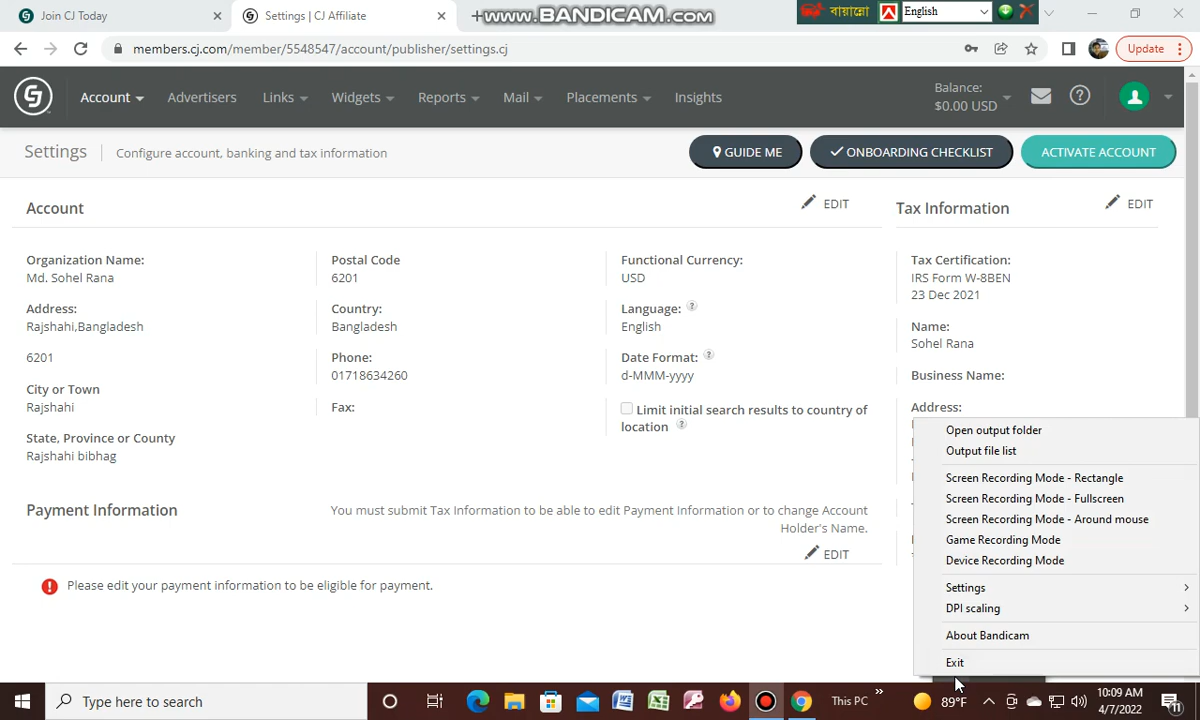 Join CJ Today
Settings | CJ Affiliate
www.BANDICAM.com
বায়ান্নো
English
members.cj.com/member/5548547/account/publisher/settings.cj
Update
Account
Advertisers
Links
Widgets
Reports
Mail
Placements
Insights
Balance:
$0.00 USD
Settings
Configure account, banking and tax information
GUIDE ME
ONBOARDING CHECKLIST
ACTIVATE ACCOUNT
Account
EDIT
Organization Name:
Md. Sohel Rana
Address:
Rajshahi,Bangladesh
6201
City or Town
Rajshahi
State, Province or County
Rajshahi bibhag
Postal Code
6201
Country:
Bangladesh
Phone:
01718634260
Fax:
Functional Currency:
USD
Language: ?
English
Date Format: ?
d-MMM-yyyy
Limit initial search results to country of
location ?
Tax Information
EDIT
Tax Certification:
IRS Form W-8BEN
23 Dec 2021
Name:
Sohel Rana
Business Name:
Address:
Payment Information
You must submit Tax Information to be able to edit Payment Information or to change Account
Holder's Name.
EDIT
Please edit your payment information to be eligible for payment.
Open output folder
Output file list
Screen Recording Mode - Rectangle
Screen Recording Mode - Fullscreen
Screen Recording Mode - Around mouse
Game Recording Mode
Device Recording Mode
Settings
DPI scaling
About Bandicam
Exit
Type here to search
This PC
89°F
10:09 AM
4/7/2022
11